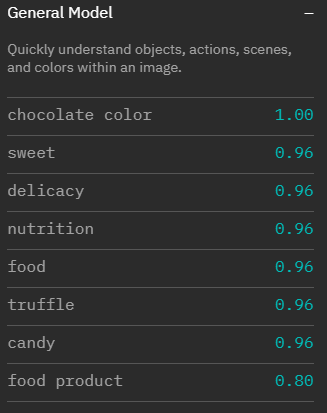 General Model –
Quickly understand objects, actions, scenes,
and colors within an image.
chocolate color 1.00
sweet 0.96
delicacy 0.96
nutrition 0.96
food 0.96
truffle 0.96
candy 0.96
food product 0.80